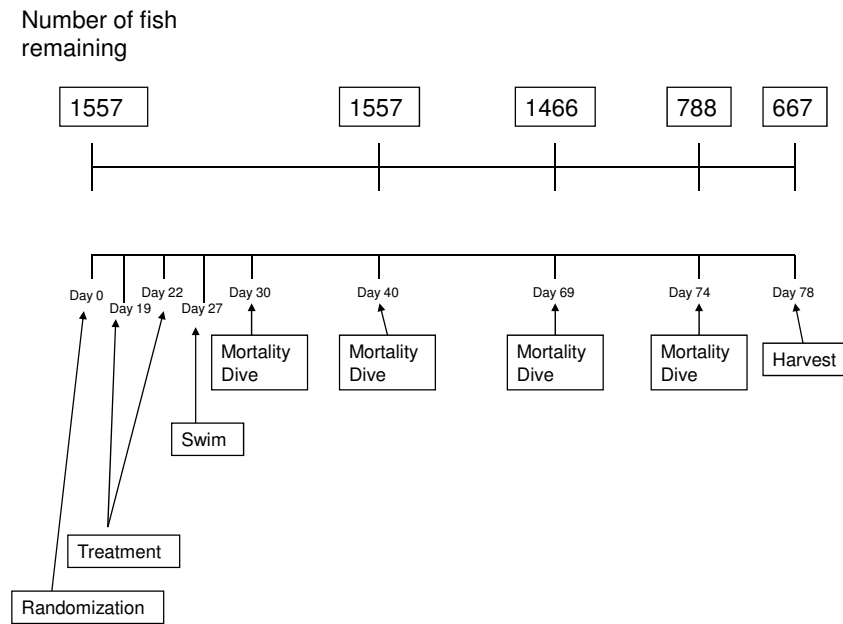 Number of fish
remaining
1557
1557
1466
788
667
Day 0
Day 19
Day 22
Day 27
Day 30
Day 40
Day 69
Day 74
Day 78
Mortality
Dive
Mortality
Dive
Mortality
Dive
Mortality
Dive
Harvest
Swim
Treatment
Randomization